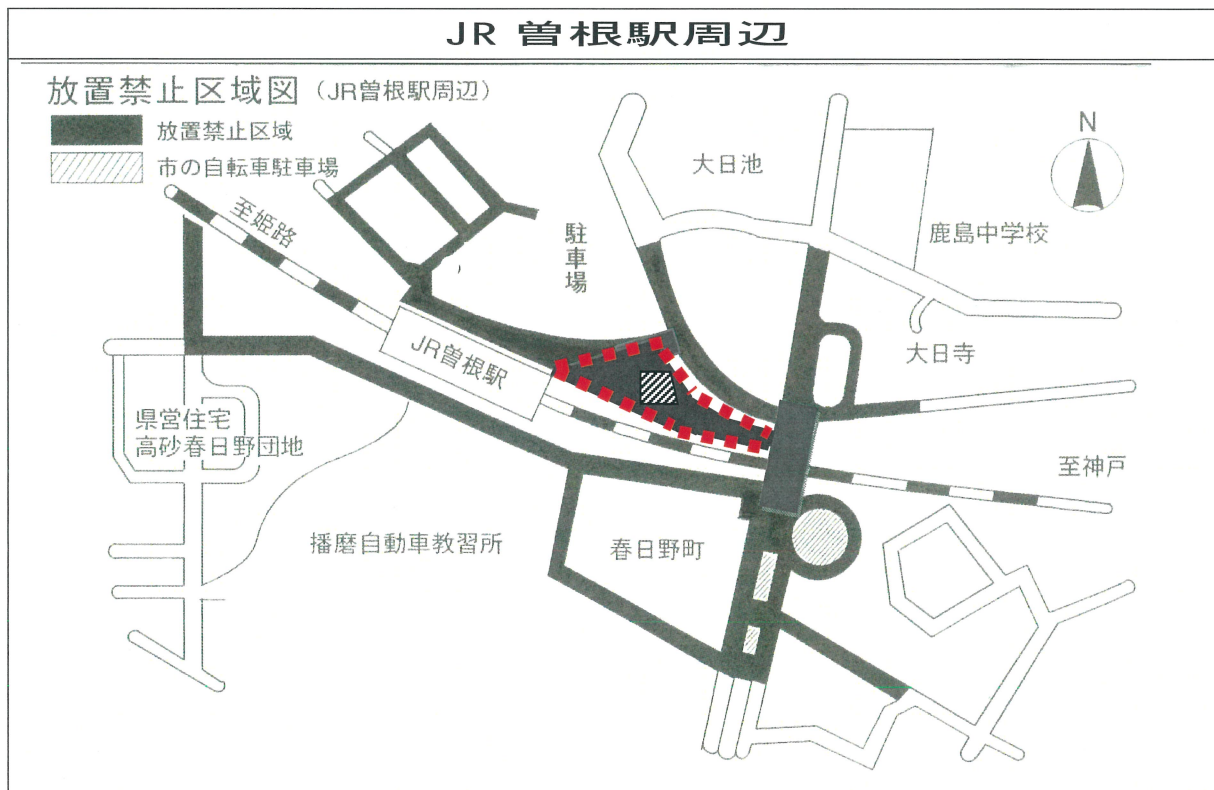 JR 曽根駅周辺
放置禁止区域図（JR曽根駅周辺）
放置禁止区域
市の自転車駐車場
N
大日池
至姫路
駐車場
鹿島中学校
大日寺
JR曽根駅
県営住宅
高砂春日野団地
至神戸
播磨自動車教習所
春日野町